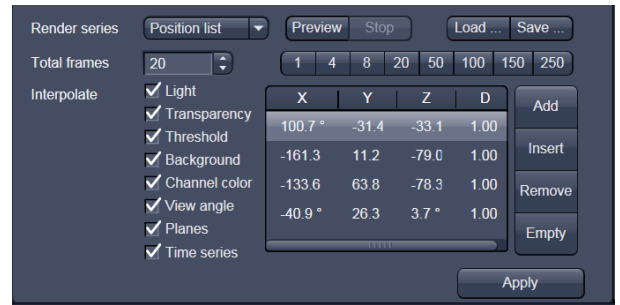 Render series Position list Preview Stop Load ... Save ...
Total frames 20 1 4 8 20 50 100 150 250
Interpolate Light
Transparency
Threshold
Background
Channel color
View angle
Planes
Time series
X Y Z D
100.7 ° -31.4 -33.1 1.00
-161.3 11.2 -79.0 1.00
-133.6 63.8 -78.3 1.00
-40.9 ° 26.3 3.7 ° 1.00
Add
Insert
Remove
Empty
Apply